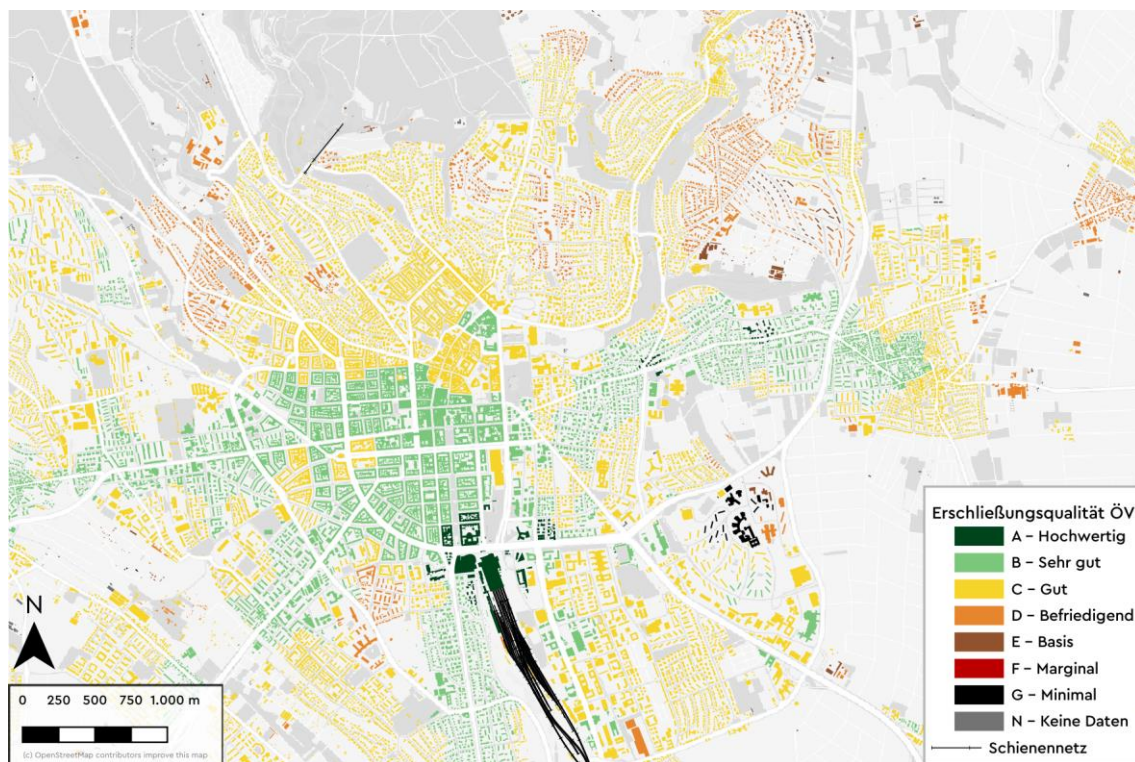 Erschließungsqualität ÖV
A – Hochwertig
B – Sehr gut
C – Gut
D – Befriedigend
E – Basis
F – Marginal
G – Minimal
N – Keine Daten
Schienennetz
N
0 250 500 750 1.000 m
(c) OpenStreetMap contributors improve this map